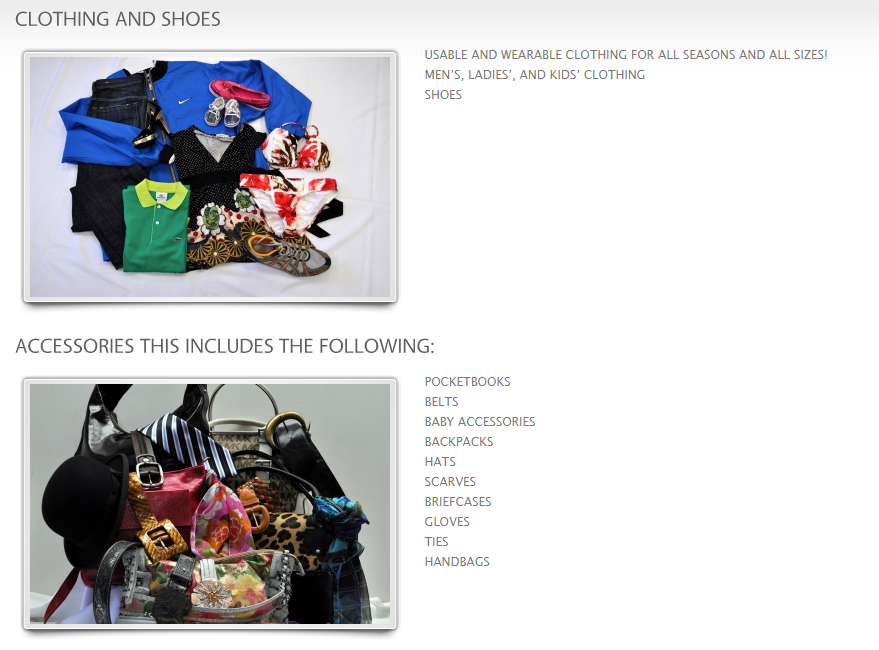 CLOTHING AND SHOES
USABLE AND WEARABLE CLOTHING FOR ALL SEASONS AND ALL SIZES!
MEN’S, LADIES’, AND KIDS’ CLOTHING
SHOES
ACCESSORIES THIS INCLUDES THE FOLLOWING:
POCKETBOOKS
BELTS
BABY ACCESSORIES
BACKPACKS
HATS
SCARVES
BRIEFCASES
GLOVES
TIES
HANDBAGS